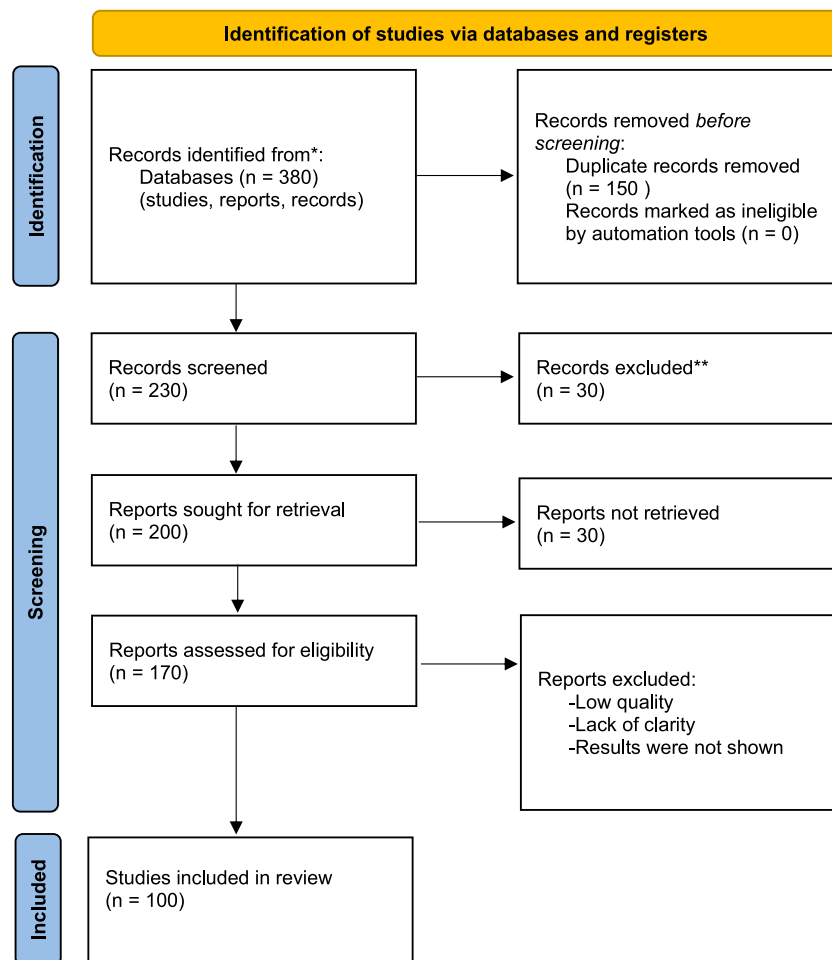 Identification of studies via databases and registers
Identification
Records identified from*:
Databases (n = 380)
(studies, reports, records)
Records removed before
screening:
Duplicate records removed
(n = 150 )
Records marked as ineligible
by automation tools (n = 0)
Screening
Records screened
(n = 230)
Records excluded**
(n = 30)
Reports sought for retrieval
(n = 200)
Reports not retrieved
(n = 30)
Reports assessed for eligibility
(n = 170)
Reports excluded:
-Low quality
-Lack of clarity
-Results were not shown
Included
Studies included in review
(n = 100)